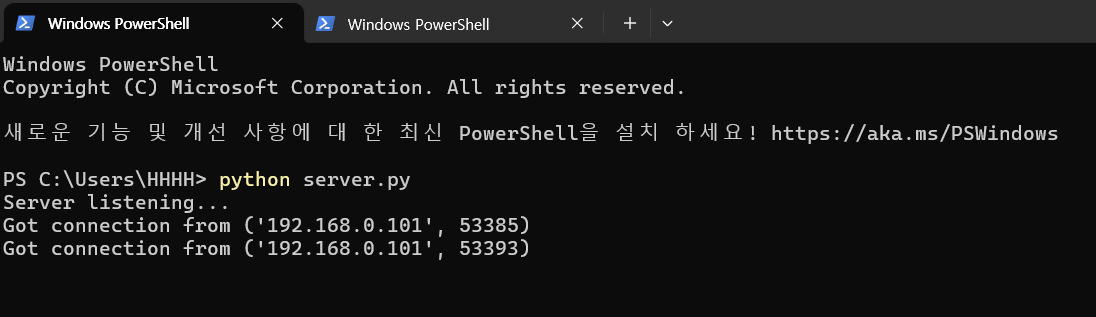 Windows PowerShell
Windows PowerShell
Windows PowerShell
Copyright (C) Microsoft Corporation. All rights reserved.
새로운 기능 및 개선 사항에 대 한 최신 PowerShell을 설치 하세요! https://aka.ms/PSWindows
PS C:\Users\HHHH> python server.py
Server listening...
Got connection from ('192.168.0.101', 53385)
Got connection from ('192.168.0.101', 53393)